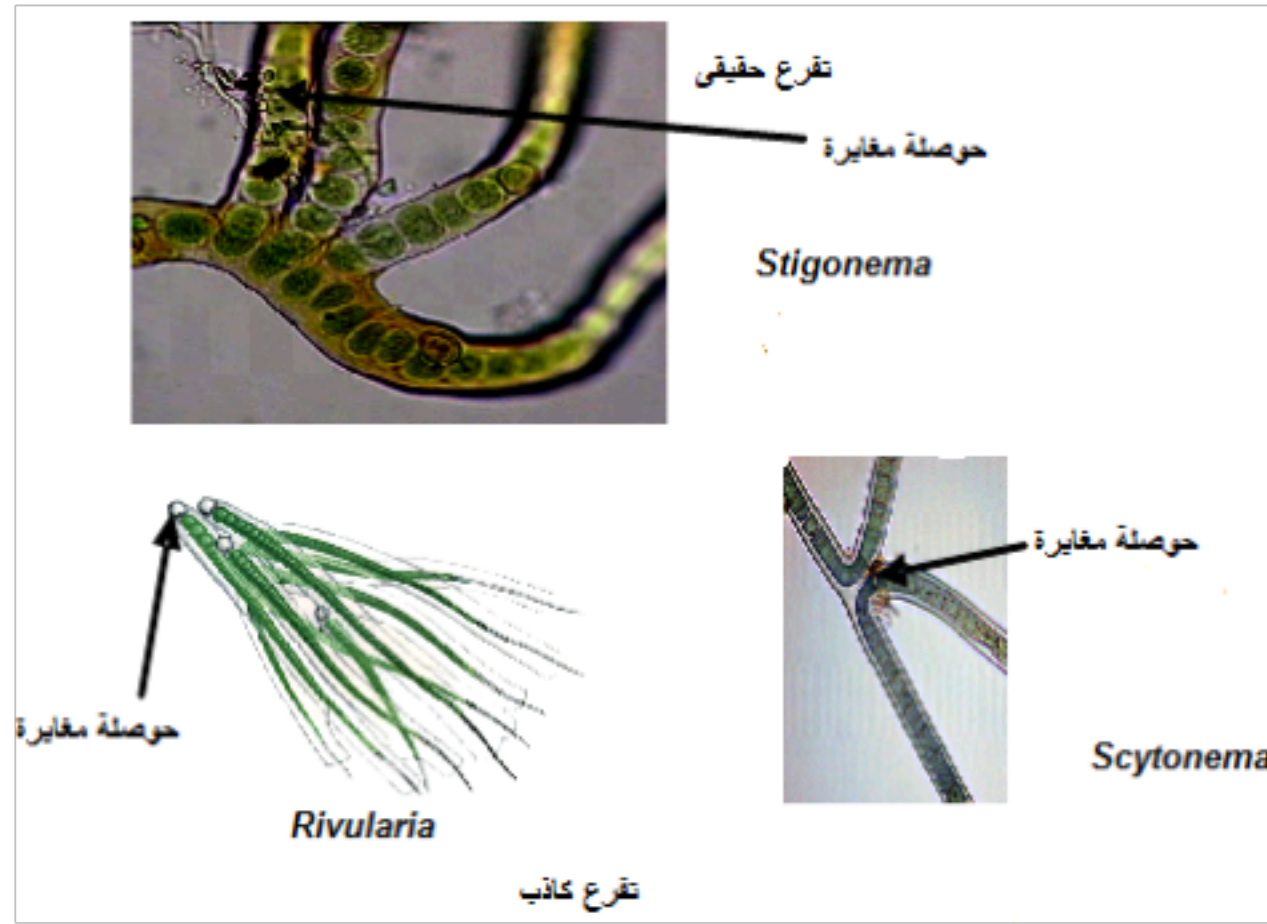 تفرع حقيقى
حوصلة مغايرة
Stigonema
حوصلة مغايرة
حوصلة مغايرة
Scytonema
Rivularia
تفرع كاذب